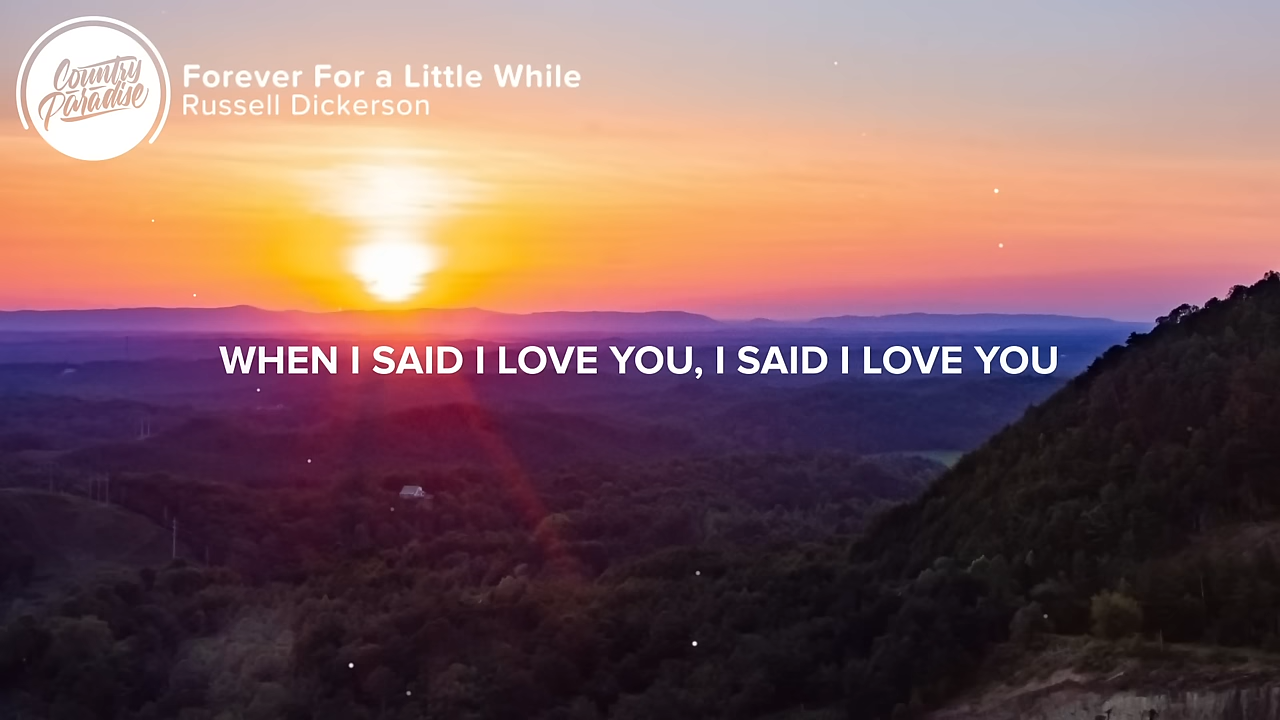 Country
Paradise
Forever For a Little While
Russell Dickerson
WHEN I SAID I LOVE YOU, I SAID I LOVE YOU